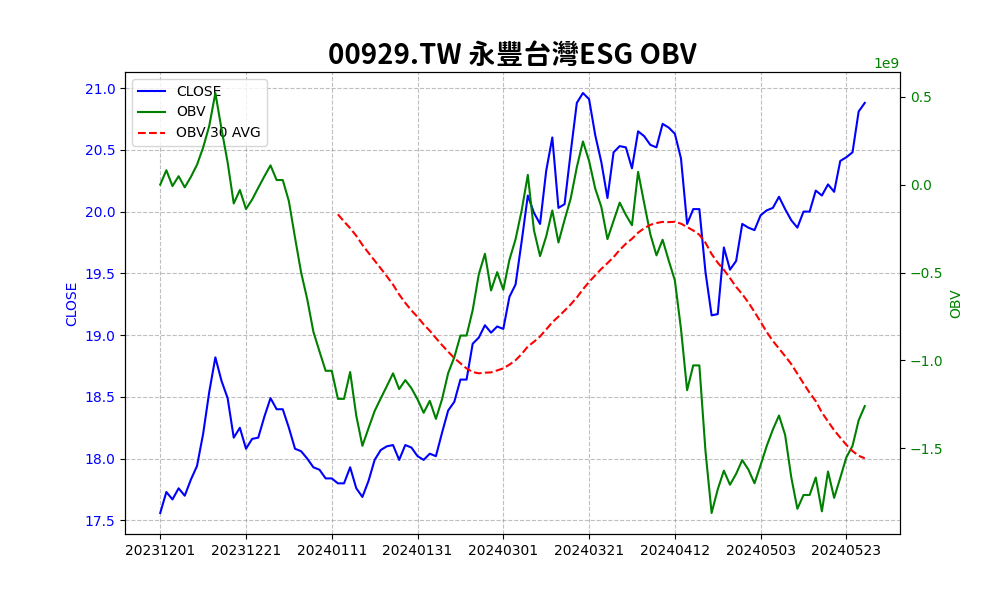 00929.TW 永豐台灣ESG OBV
1e9
CLOSE
OBV
OBV 30 AVG
21.0
20.5
20.0
19.5
19.0
18.5
18.0
17.5
CLOSE
0.5
0.0
−0.5
−1.0
−1.5
OBV
20231201 20231221 20240111 20240131 20240301 20240321 20240412 20240503 20240523